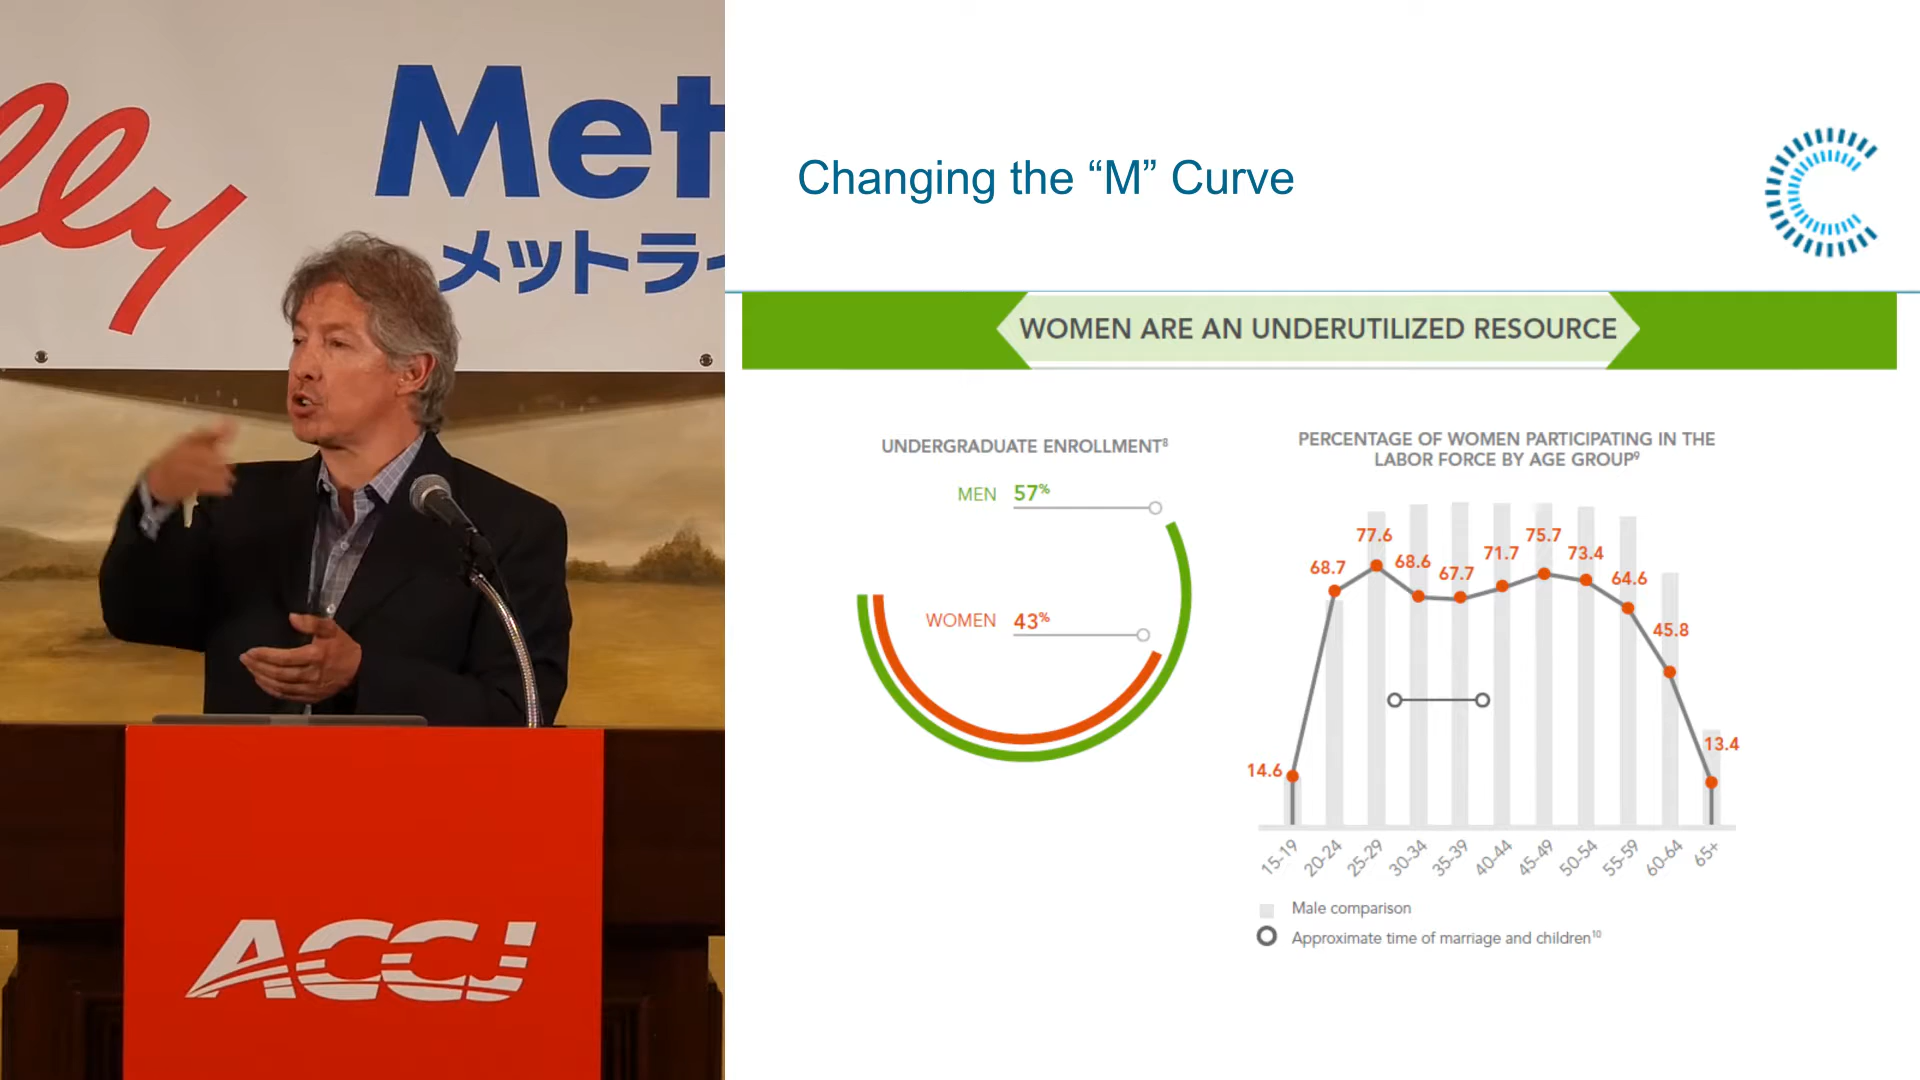 lly
Met
メットラ
ACCJ
Changing the “M” Curve
WOMEN ARE AN UNDERUTILIZED RESOURCE
UNDERGRADUATE ENROLLMENT⁸
MEN 57%
WOMEN 43%
PERCENTAGE OF WOMEN PARTICIPATING IN THE
LABOR FORCE BY AGE GROUP⁹
14.6
68.7
77.6
68.6
67.7
71.7
75.7
73.4
64.6
45.8
13.4
15-19
20-24
25-29
30-34
35-39
40-44
45-49
50-54
55-59
60-64
65+
Male comparison
Approximate time of marriage and children¹⁰